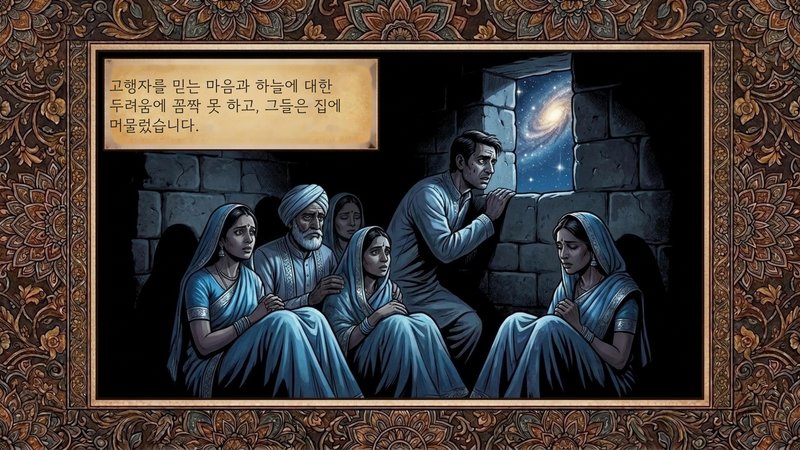 고행자를 믿는 마음과 하늘에 대한
두려움에 꼼짝 못 하고, 그들은 집에
머물렀습니다.